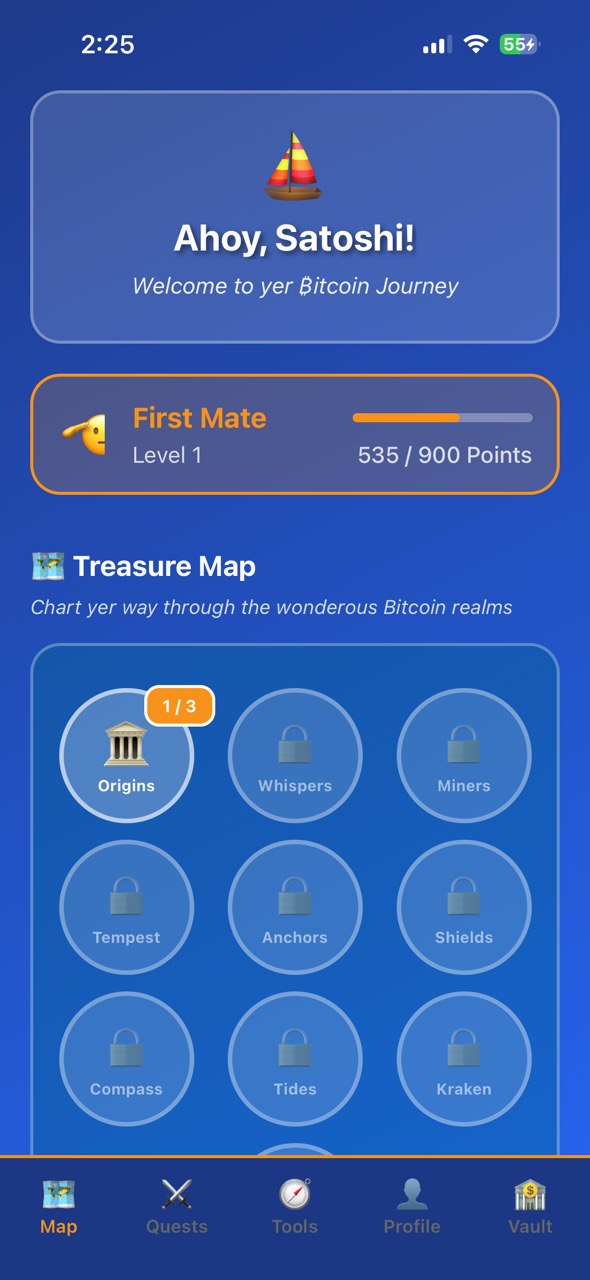 2:25
55
Ahoy, Satoshi!
Welcome to yer ₿itcoin Journey
First Mate
Level 1
535 / 900 Points
Treasure Map
Chart yer way through the wonderous Bitcoin realms
1 / 3
Origins
Whispers
Miners
Tempest
Anchors
Shields
Compass
Tides
Kraken
Map
Quests
Tools
Profile
Vault